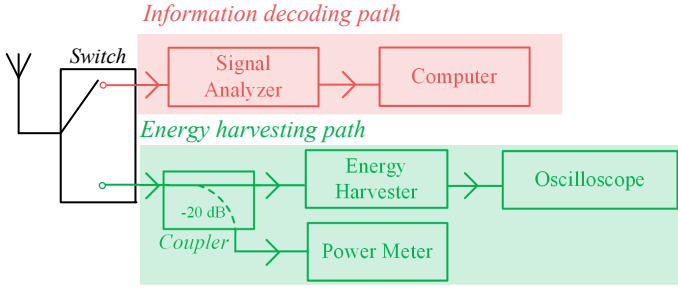 Information decoding path
Switch
Signal
Analyzer
Computer
Energy harvesting path
Energy
Harvester
Oscilloscope
-20 dB
Coupler
Power Meter